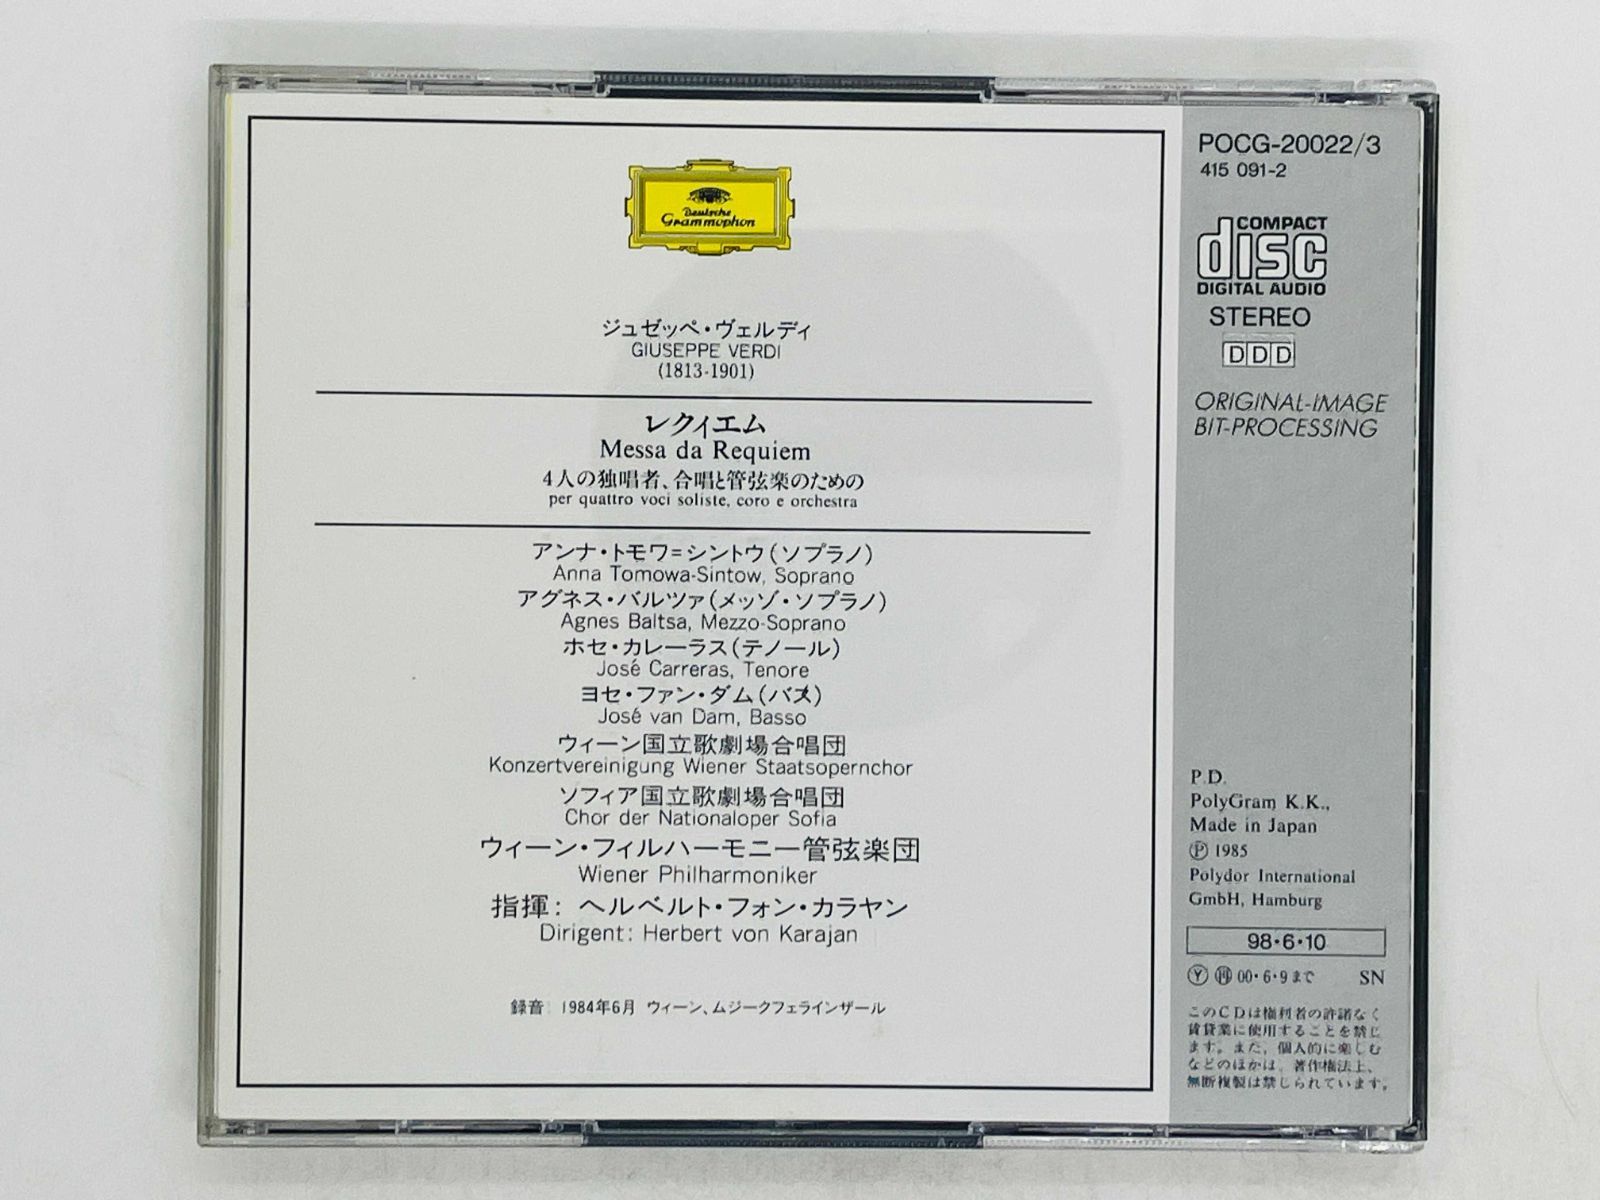 Deutsche
Grammophon
ジュゼッペ・ヴェルディ
GIUSEPPE VERDI
(1813-1901)
レクィエム
Messa da Requiem
4人の独唱者、合唱と管弦楽のための
per quattro voci soliste, coro e orchestra
アンナ・トモワ=シントウ(ソプラノ)
Anna Tomowa-Sintow, Soprano
アグネス・バルツァ(メッゾ・ソプラノ)
Agnes Baltsa, Mezzo-Soprano
ホセ・カレーラス(テノール)
José Carreras, Tenore
ヨセ・ファン・ダム(バス)
José van Dam, Basso
ウィーン国立歌劇場合唱団
Konzertvereinigung Wiener Staatsopernchor
ソフィア国立歌劇場合唱団
Chor der Nationaloper Sofia
ウィーン・フィルハーモニー管弦楽団
Wiener Philharmoniker
指揮: ヘルベルト・フォン・カラヤン
Dirigent: Herbert von Karajan
録音: 1984年6月 ウィーン、ムジークフェラインザール
POCG-20022/3
415 091-2
COMPACT
disc
DIGITAL AUDIO
STEREO
DDD
ORIGINAL-IMAGE
BIT-PROCESSING
P.D.
PolyGram K.K.,
Made in Japan
Ⓟ 1985
Polydor International
GmbH, Hamburg
98・6・10
Ⓨ ㊢ 00・6・9まで SN
このCDは権利者の許諾なく
賃貸業に使用することを禁じ
ます。また、個人的に楽しむ
などのほかは、著作権法上、
無断複製は禁じられています。